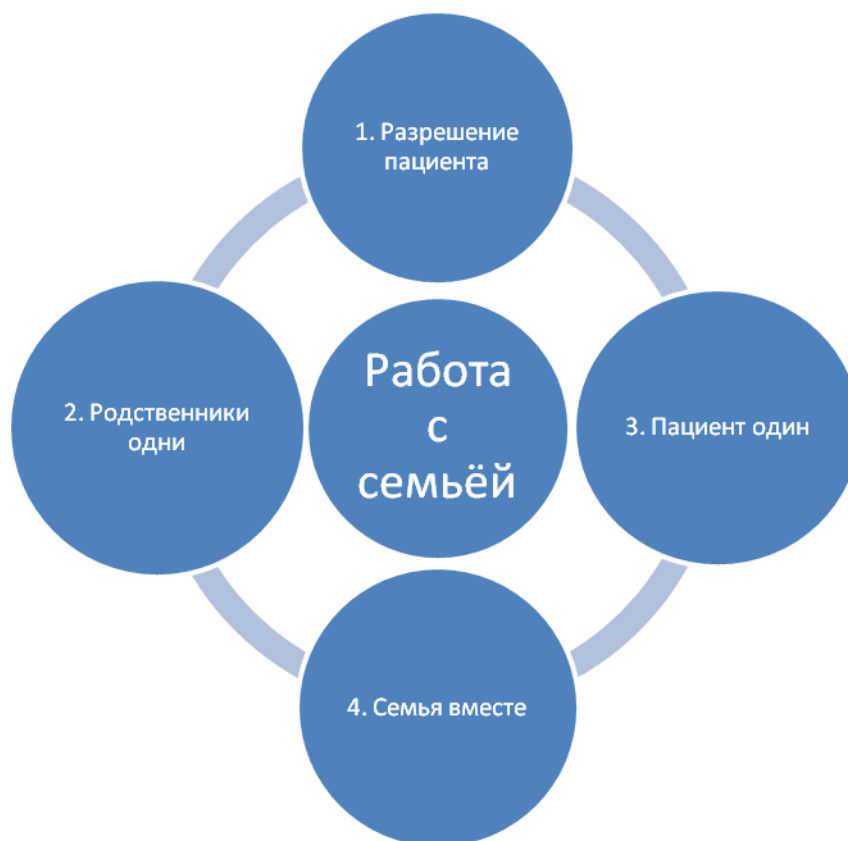 1. Разрешение
пациента
2. Родственники
одни
Работа
с
семьёй
3. Пациент один
4. Семья вместе